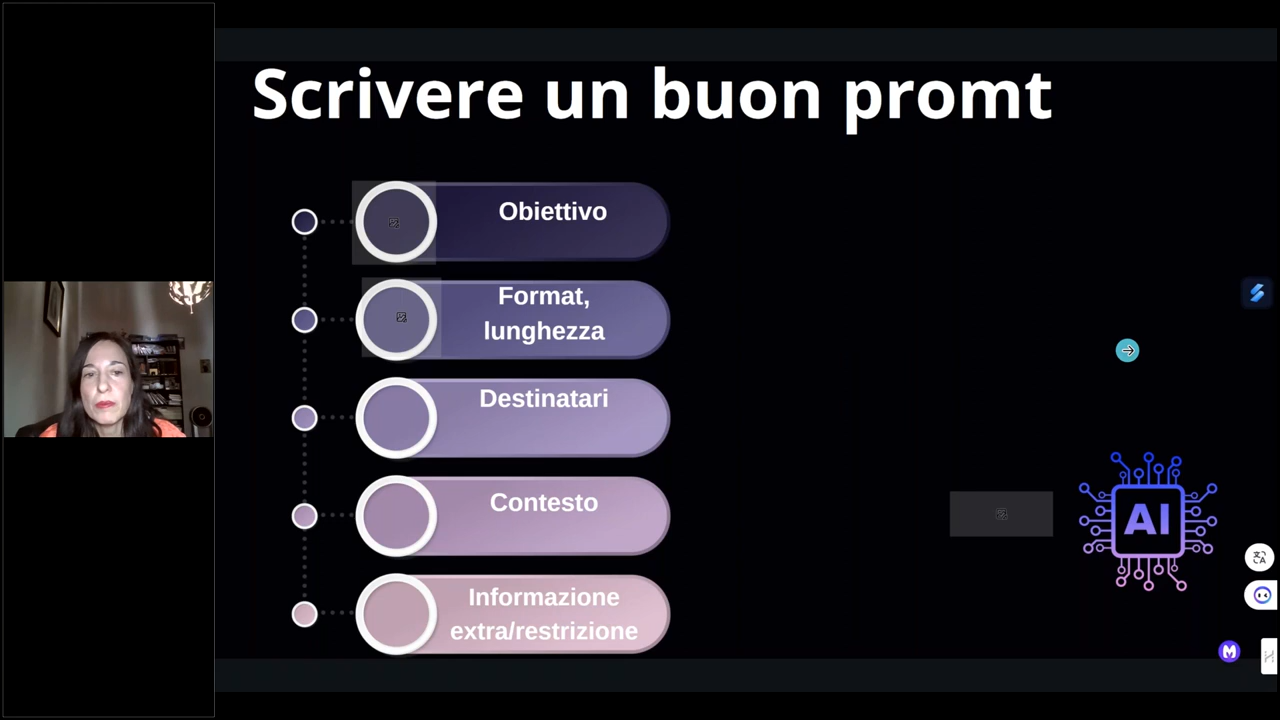 Scrivere un buon promt
Obiettivo
Format,
lunghezza
Destinatari
Contesto
Informazione
extra/restrizione
AI